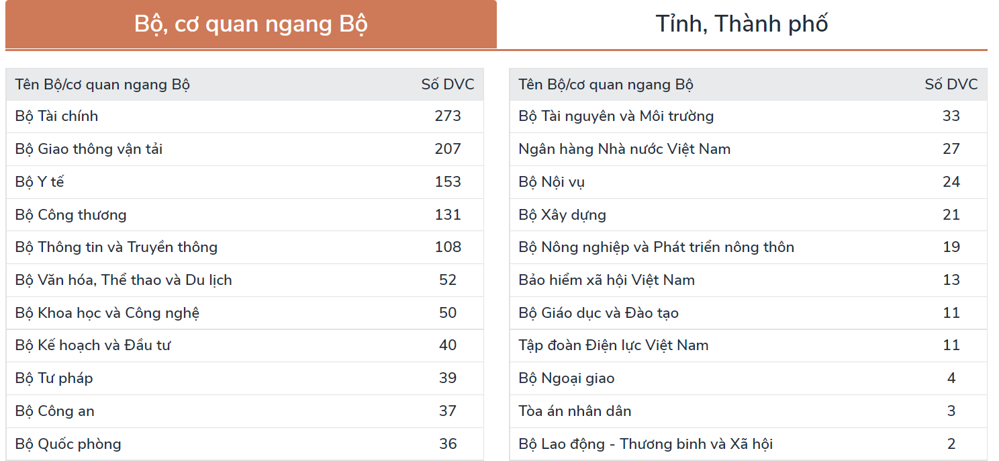 Bộ, cơ quan ngang Bộ
Tỉnh, Thành phố
Tên Bộ/cơ quan ngang Bộ Số DVC
Bộ Tài chính 273
Bộ Giao thông vận tải 207
Bộ Y tế 153
Bộ Công thương 131
Bộ Thông tin và Truyền thông 108
Bộ Văn hóa, Thể thao và Du lịch 52
Bộ Khoa học và Công nghệ 50
Bộ Kế hoạch và Đầu tư 40
Bộ Tư pháp 39
Bộ Công an 37
Bộ Quốc phòng 36
Tên Bộ/cơ quan ngang Bộ Số DVC
Bộ Tài nguyên và Môi trường 33
Ngân hàng Nhà nước Việt Nam 27
Bộ Nội vụ 24
Bộ Xây dựng 21
Bộ Nông nghiệp và Phát triển nông thôn 19
Bảo hiểm xã hội Việt Nam 13
Bộ Giáo dục và Đào tạo 11
Tập đoàn Điện lực Việt Nam 11
Bộ Ngoại giao 4
Tòa án nhân dân 3
Bộ Lao động - Thương binh và Xã hội 2